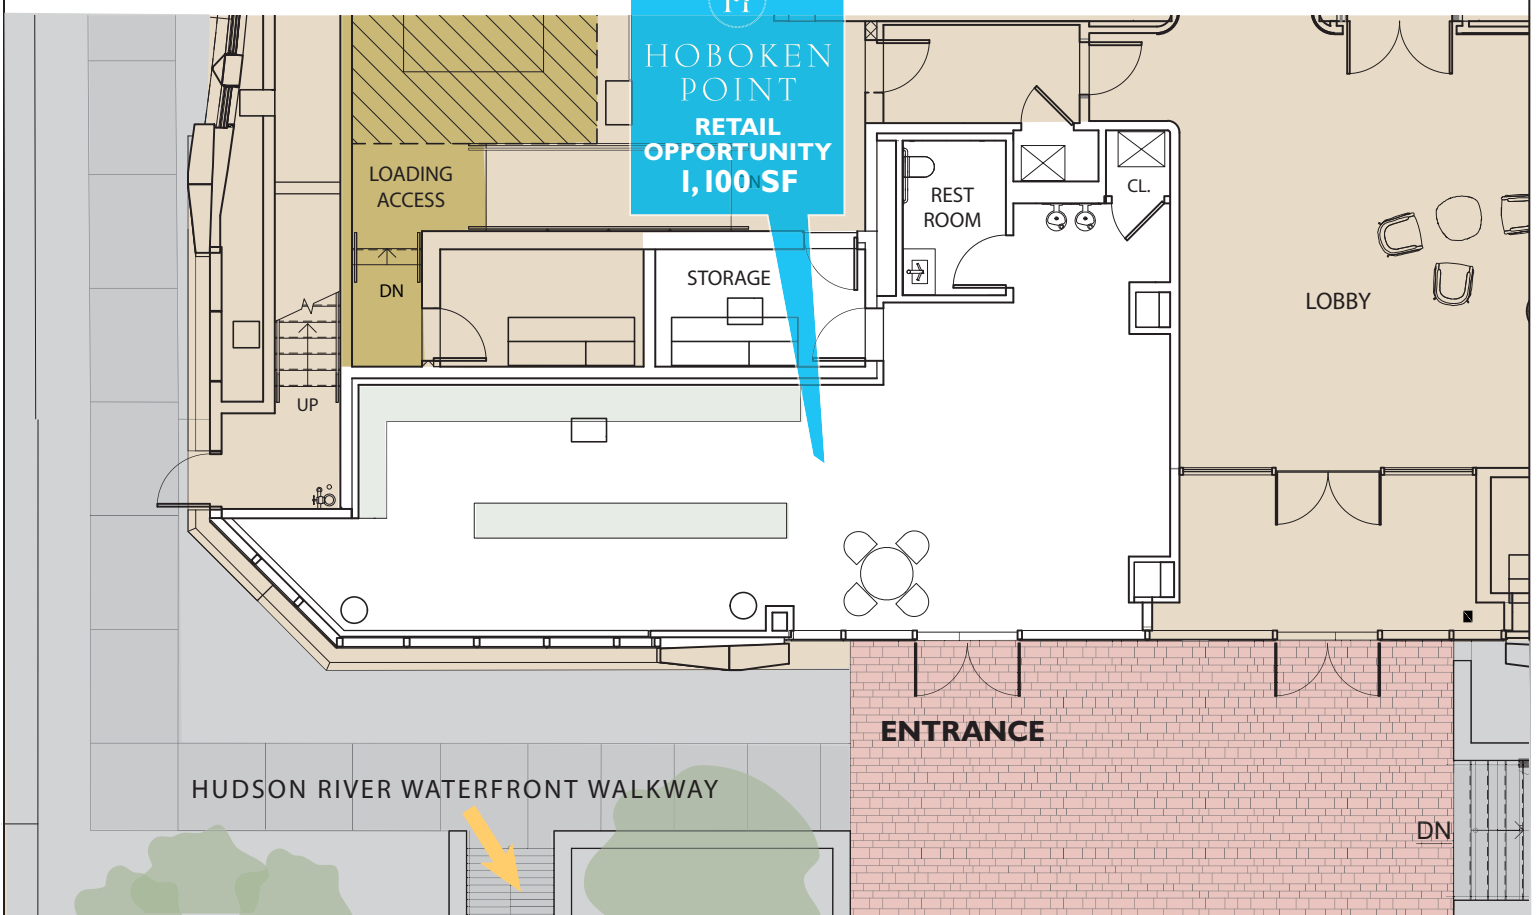 HOBOKEN
POINT
RETAIL
OPPORTUNITY
1,100 SF
LOADING
ACCESS
DN
STORAGE
REST
ROOM
CL.
LOBBY
UP
ENTRANCE
HUDSON RIVER WATERFRONT WALKWAY
DN